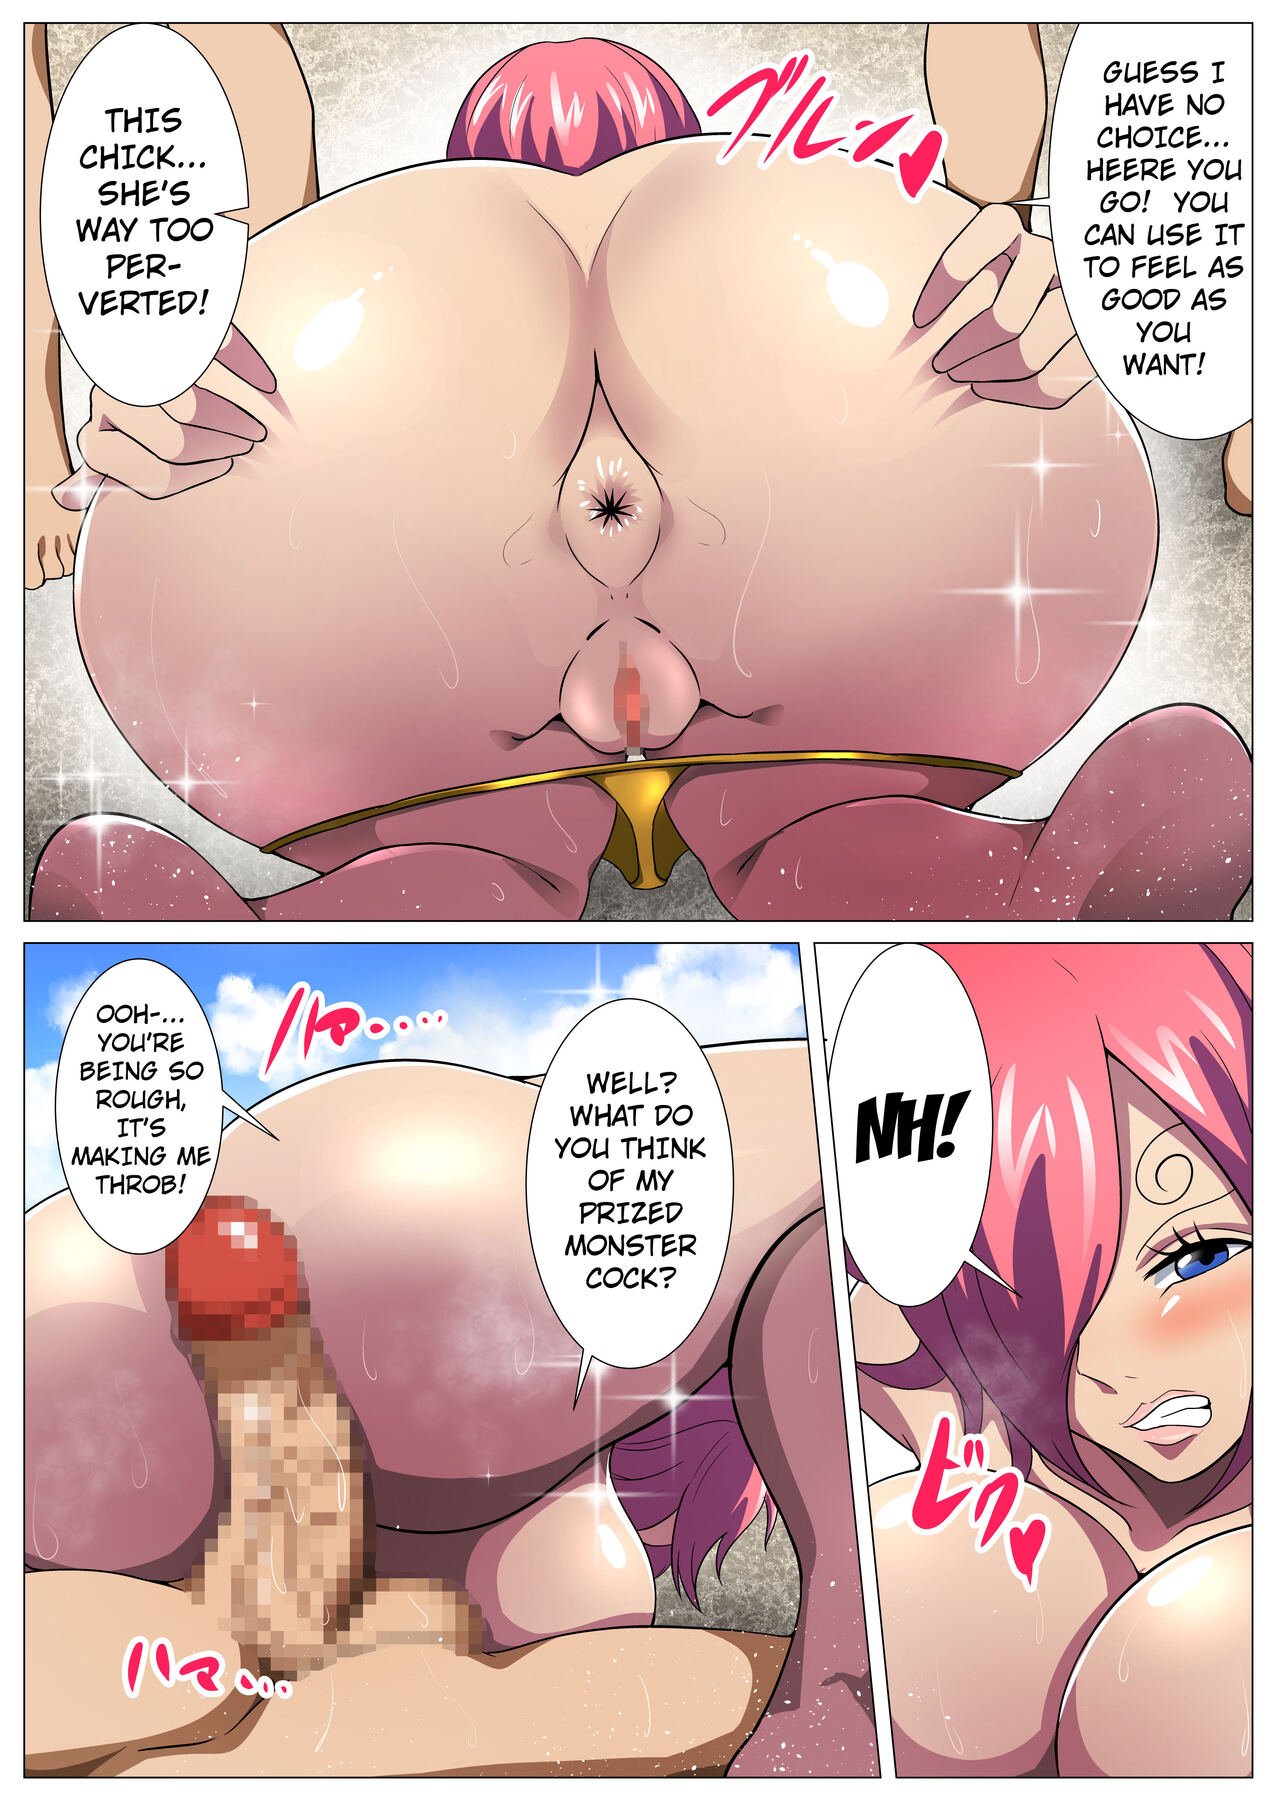 GUESS I
HAVE NO
CHOICE...
HEERE YOU
GO! YOU
CAN USE IT
TO FEEL AS
GOOD AS
YOU
WANT!
ブルン♥
THIS
CHICK...
SHE'S
WAY TOO
PER-
VERTED!
NH!
ビク♥
WELL?
WHAT DO
YOU THINK
OF MY
PRIZED
MONSTER
COCK?
ハァ....
OOH-...
YOU'RE
BEING SO
ROUGH,
IT'S
MAKING ME
THROB!
ハァ...